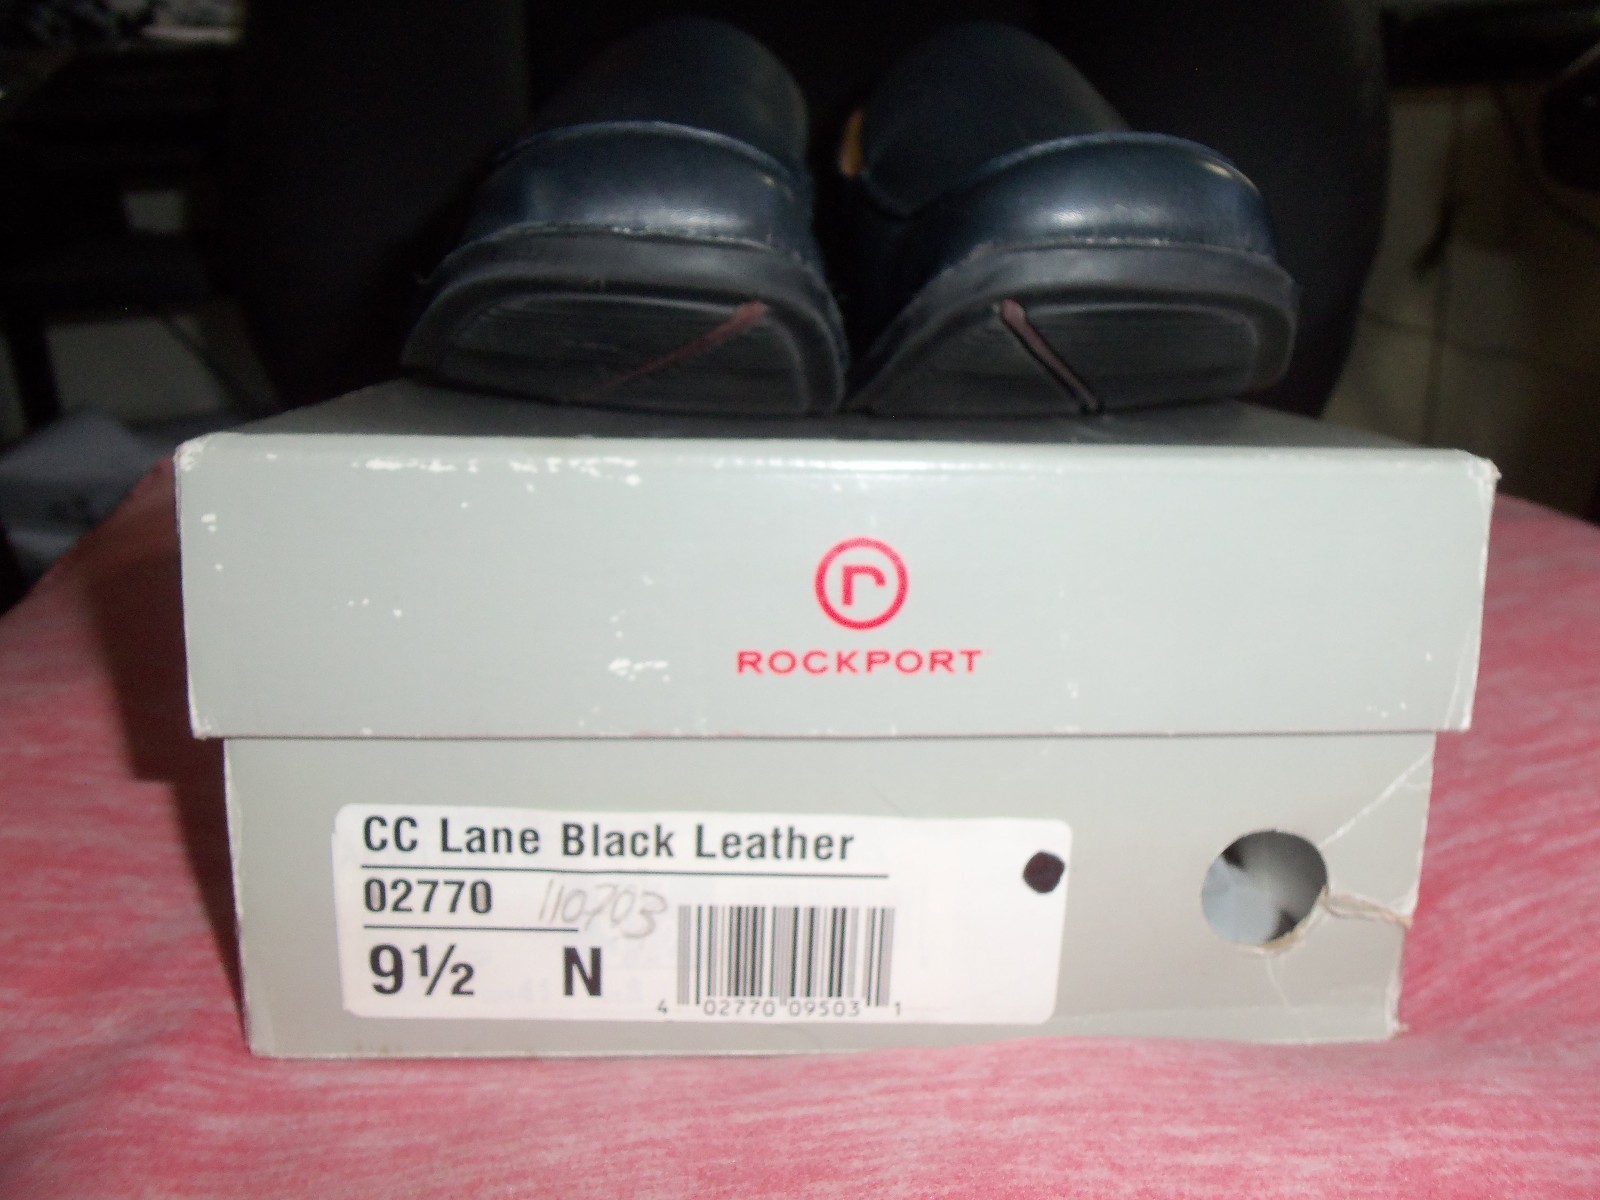 r
ROCKPORT
CC Lane Black Leather
02770 110703
9½ N
4 02770 09503 1